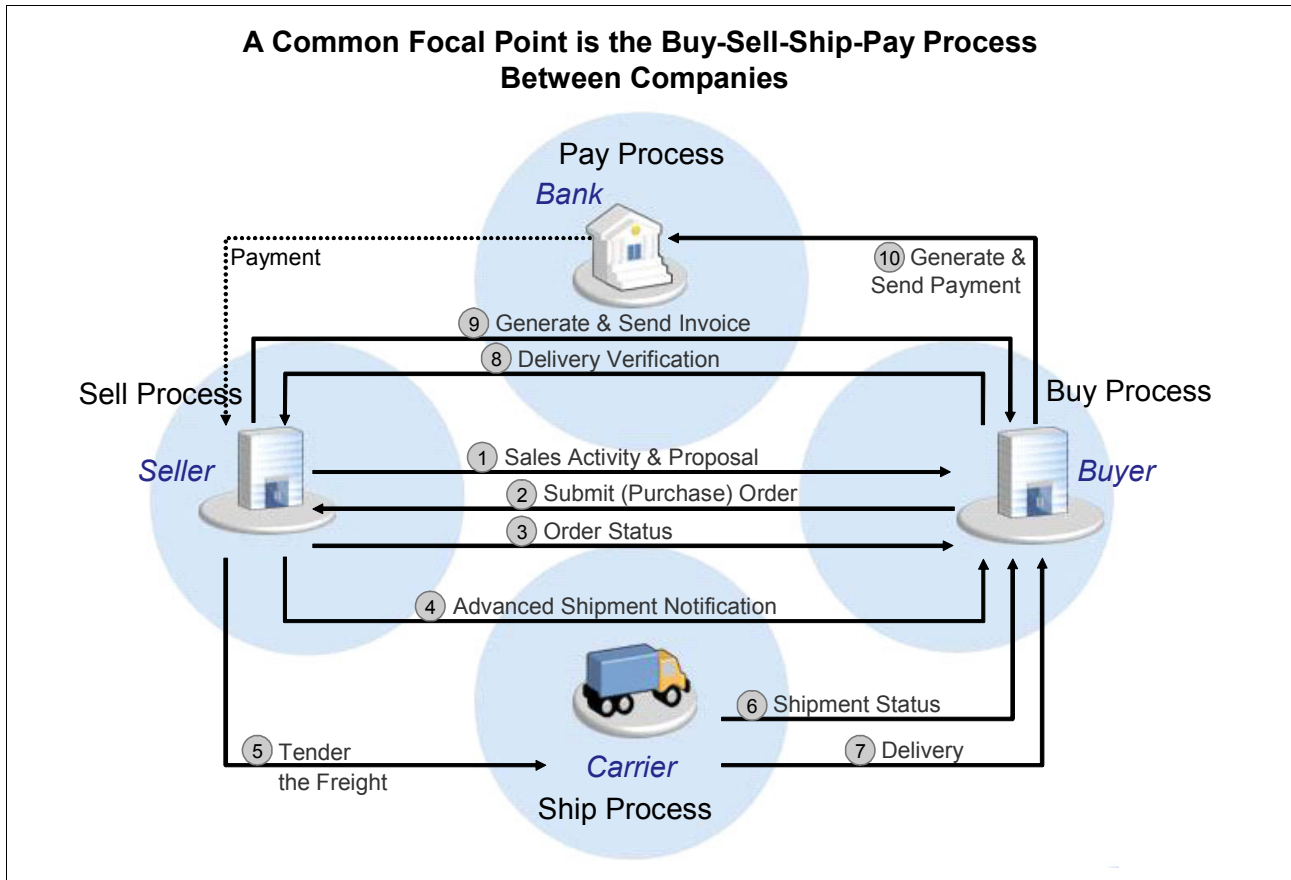 A Common Focal Point is the Buy-Sell-Ship-Pay Process
Between Companies
Pay Process
Bank
Payment
10 Generate &
Send Payment
9 Generate & Send Invoice
8 Delivery Verification
Sell Process
Buy Process
Seller
Buyer
1 Sales Activity & Proposal
2 Submit (Purchase) Order
3 Order Status
4 Advanced Shipment Notification
6 Shipment Status
5 Tender
the Freight
7 Delivery
Carrier
Ship Process